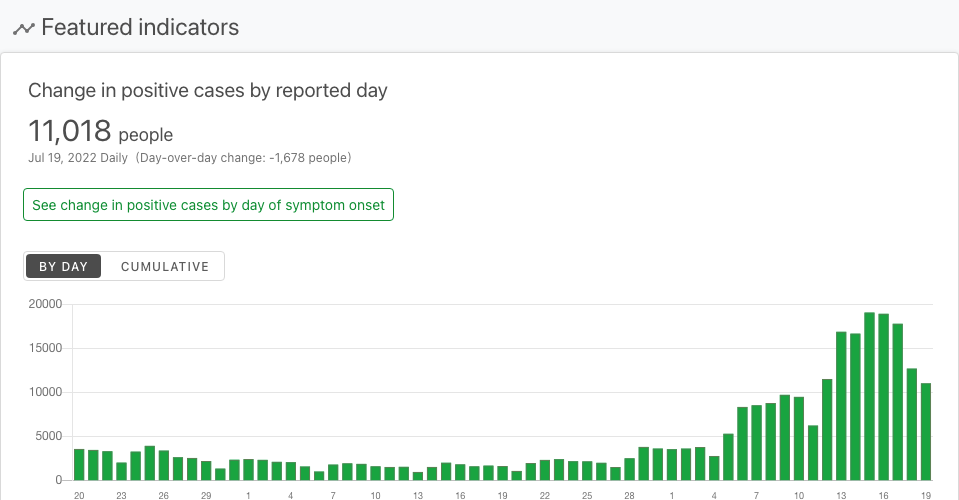 Featured indicators
Change in positive cases by reported day
11,018 people
Jul 19, 2022 Daily (Day-over-day change: -1,678 people)
See change in positive cases by day of symptom onset
BY DAY CUMULATIVE
20000
15000
10000
5000
0
20 23 26 29 1 4 7 10 13 16 19 22 25 28 1 4 7 10 13 16 19